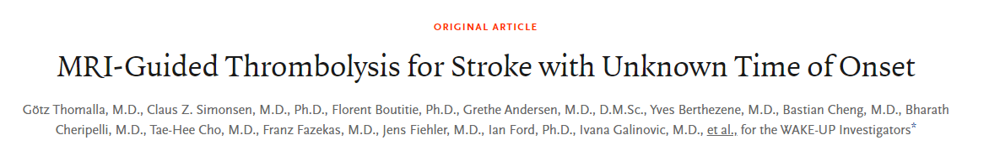 ORIGINAL ARTICLE
MRI-Guided Thrombolysis for Stroke with Unknown Time of Onset
Götz Thomalla, M.D., Claus Z. Simonsen, M.D., Ph.D., Florent Boutitie, Ph.D., Grethe Andersen, M.D., D.M.Sc., Yves Berthezene, M.D., Bastian Cheng, M.D., Bharath
Cheripelli, M.D., Tae-Hee Cho, M.D., Franz Fazekas, M.D., Jens Fiehler, M.D., Ian Ford, Ph.D., Ivana Galinovic, M.D., et al., for the WAKE-UP Investigators*